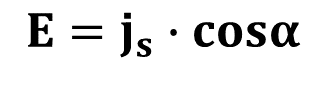 E = jₛ · cosα